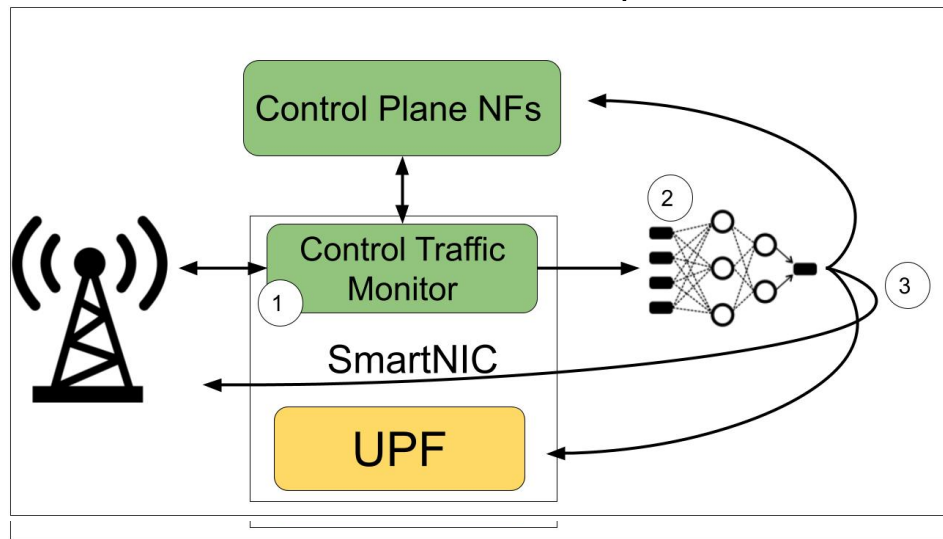 Control Plane NFs
2
Control Traffic
Monitor
1
3
SmartNIC
UPF